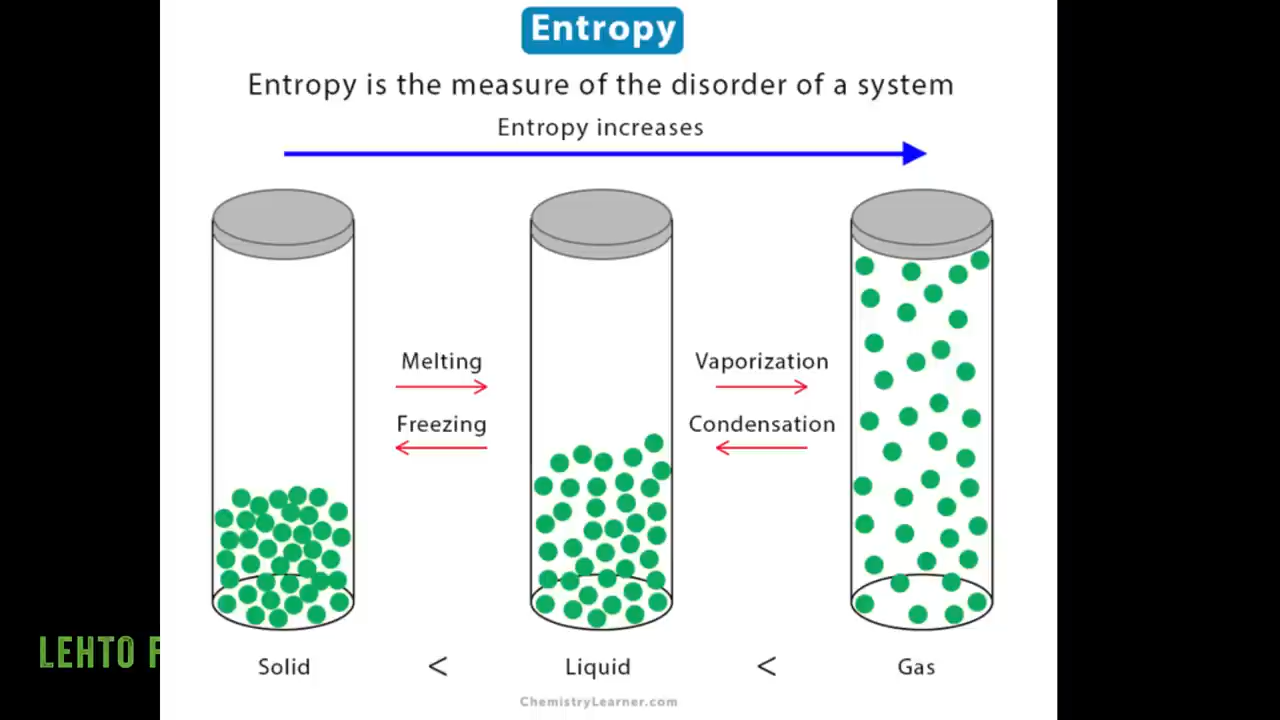 Entropy
Entropy is the measure of the disorder of a system
Entropy increases
Melting
Vaporization
Freezing
Condensation
LEHTO F
Solid < Liquid < Gas
ChemistryLearner.com